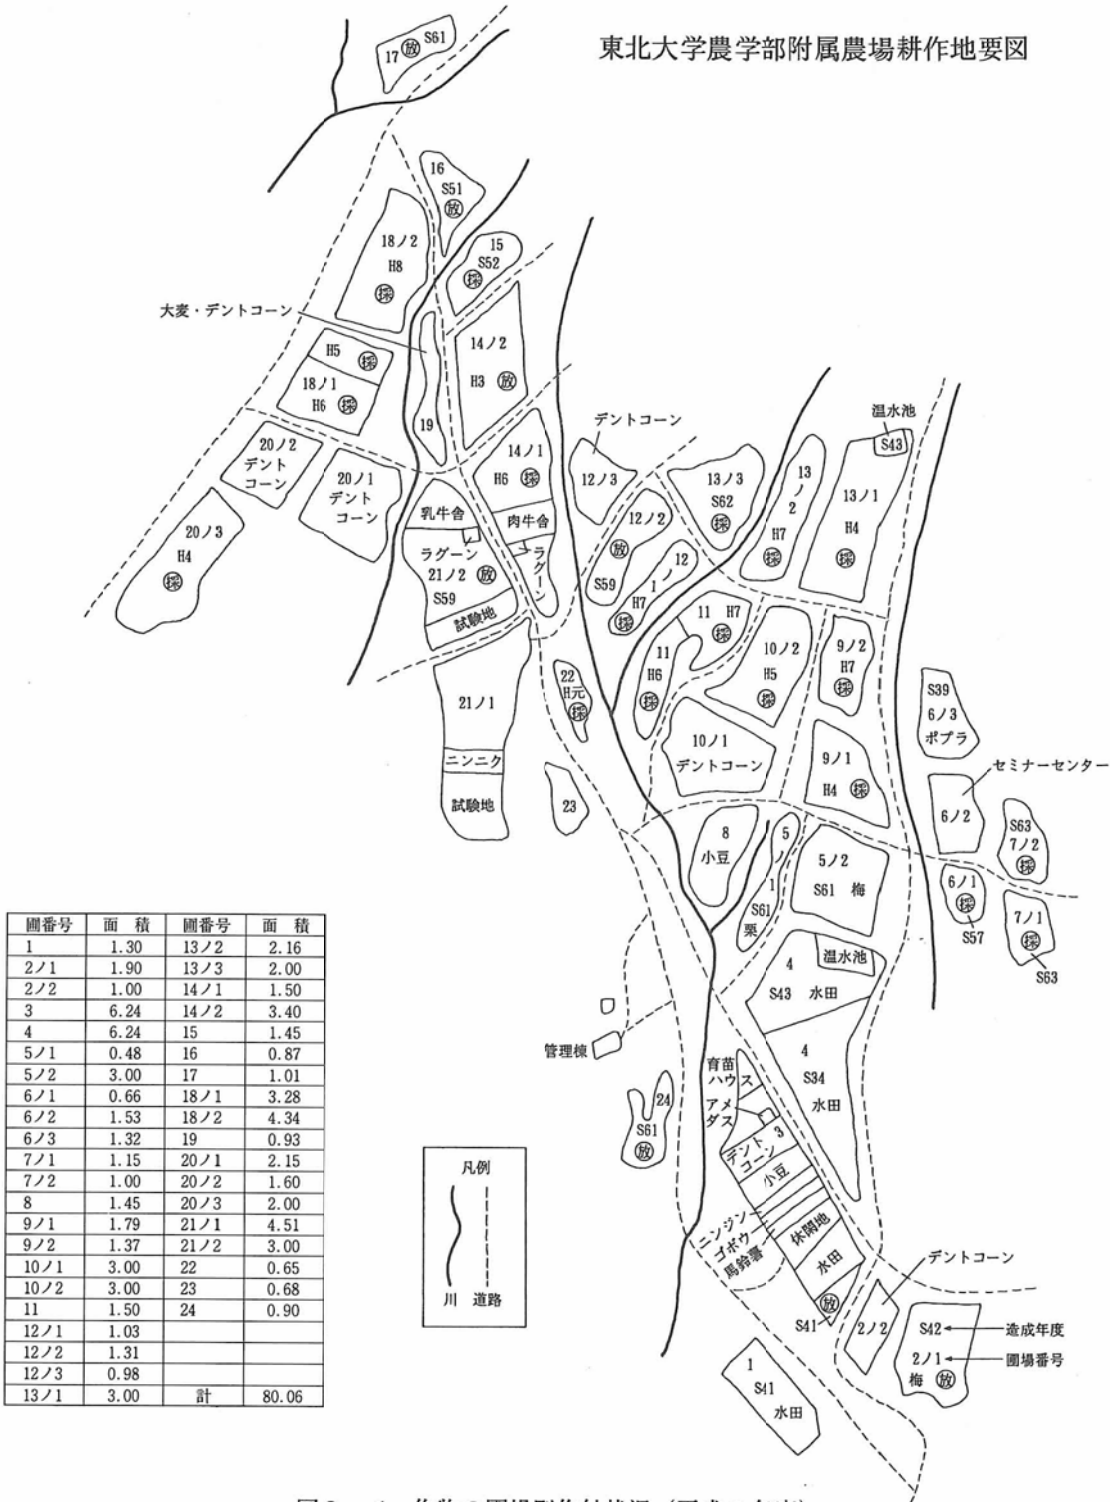 東北大学農学部附属農場耕作地要図
17 放 S61
16
S51
放
18ノ2
H8
採
15
S52
採
大麦・デントコーン
14ノ2
H3 放
H5 採
18ノ1
H6 採
19
20ノ2
デント
コーン
20ノ1
デント
コーン
20ノ3
H4
採
14ノ1
H6 採
乳牛舎
肉牛舎
ラグーン
ラグーン
21ノ2 放
S59
試験地
21ノ1
ニンニク
試験地
22
H元
採
23
デントコーン
12ノ3
12ノ2
放
S59
12ノ1
H7
採
13ノ3
S62
採
13ノ2
H7
採
温水池
S43
13ノ1
H4
採
11 H7
採
11
H6
採
10ノ2
H5
採
9ノ2
H7
採
10ノ1
デントコーン
9ノ1
H4 採
S39
6ノ3
ポプラ
セミナーセンター
6ノ2
S63
7ノ2
採
6ノ1
採
S57
7ノ1
採
S63
8
小豆
5ノ1
S61
栗
5ノ2
S61 梅
温水池
4
S43 水田
4
S34
水田
管理棟
24
S61
放
育苗
ハウス
アメ
ダス
3
デント
コーン
小豆
ニンジン
ゴボウ
馬鈴薯
休閑地
水田
放
S41
デントコーン
2ノ2
S42 造成年度
2ノ1 圃場番号
梅 放
1
S41
水田
凡例
川 道路
圃番号 面 積 圃番号 面 積
1 1.30 13ノ2 2.16
2ノ1 1.90 13ノ3 2.00
2ノ2 1.00 14ノ1 1.50
3 6.24 14ノ2 3.40
4 6.24 15 1.45
5ノ1 0.48 16 0.87
5ノ2 3.00 17 1.01
6ノ1 0.66 18ノ1 3.28
6ノ2 1.53 18ノ2 4.34
6ノ3 1.32 19 0.93
7ノ1 1.15 20ノ1 2.15
7ノ2 1.00 20ノ2 1.60
8 1.45 20ノ3 2.00
9ノ1 1.79 21ノ1 4.51
9ノ2 1.37 21ノ2 3.00
10ノ1 3.00 22 0.65
10ノ2 3.00 23 0.68
11 1.50 24 0.90
12ノ1 1.03
12ノ2 1.31
12ノ3 0.98
13ノ1 3.00 計 80.06